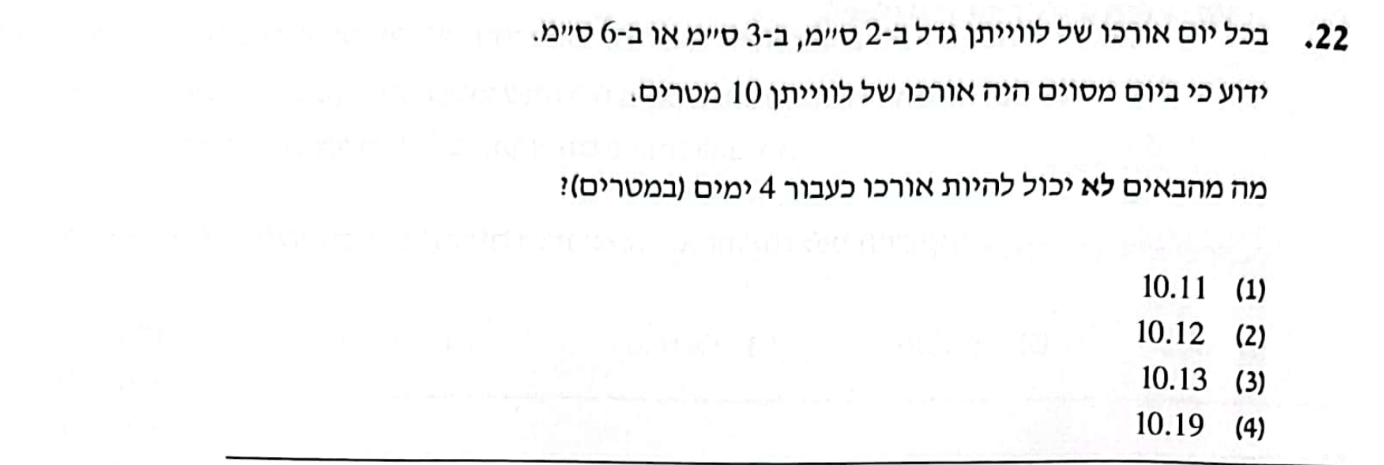 22. בכל יום אורכו של לווייתן גדל ב-2 ס״מ, ב-3 ס״מ או ב-6 ס״מ.
ידוע כי ביום מסוים היה אורכו של לווייתן 10 מטרים.
מה מהבאים לא יכול להיות אורכו כעבור 4 ימים (במטרים)?
(1) 10.11
(2) 10.12
(3) 10.13
(4) 10.19